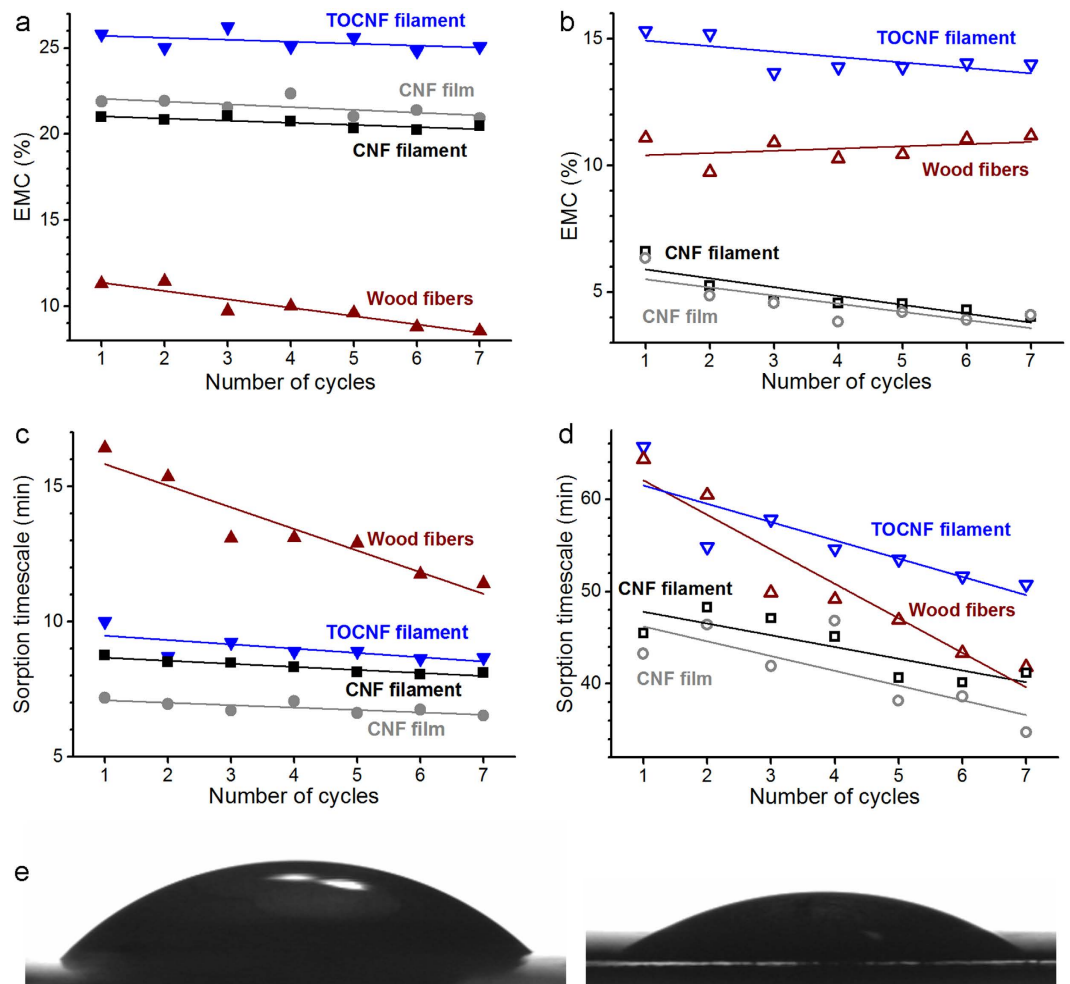 a
TOCNF filament
CNF film
CNF filament
Wood fibers
EMC (%)
25
20
15
10
1 2 3 4 5 6 7
Number of cycles
b
TOCNF filament
Wood fibers
CNF filament
CNF film
EMC (%)
15
10
5
1 2 3 4 5 6 7
Number of cycles
c
Wood fibers
TOCNF filament
CNF filament
CNF film
Sorption timescale (min)
15
10
5
1 2 3 4 5 6 7
Number of cycles
d
TOCNF filament
CNF filament
Wood fibers
CNF film
Sorption timescale (min)
60
50
40
1 2 3 4 5 6 7
Number of cycles
e